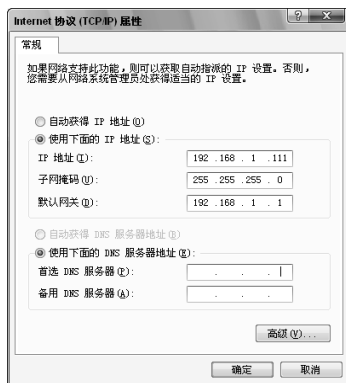 Internet 协议 (TCP/IP) 属性
常规
如果网络支持此功能，则可以获取自动指派的 IP 设置。否则，
您需要从网络系统管理员处获得适当的 IP 设置。
自动获得 IP 地址(O)
使用下面的 IP 地址(S):
IP 地址(I): 192 .168 . 1 .111
子网掩码(U): 255 .255 .255 . 0
默认网关(D): 192 .168 . 1 . 1
自动获得 DNS 服务器地址(B)
使用下面的 DNS 服务器地址(E):
首选 DNS 服务器(P): . . .
备用 DNS 服务器(A): . . .
高级(V)...
确定 取消